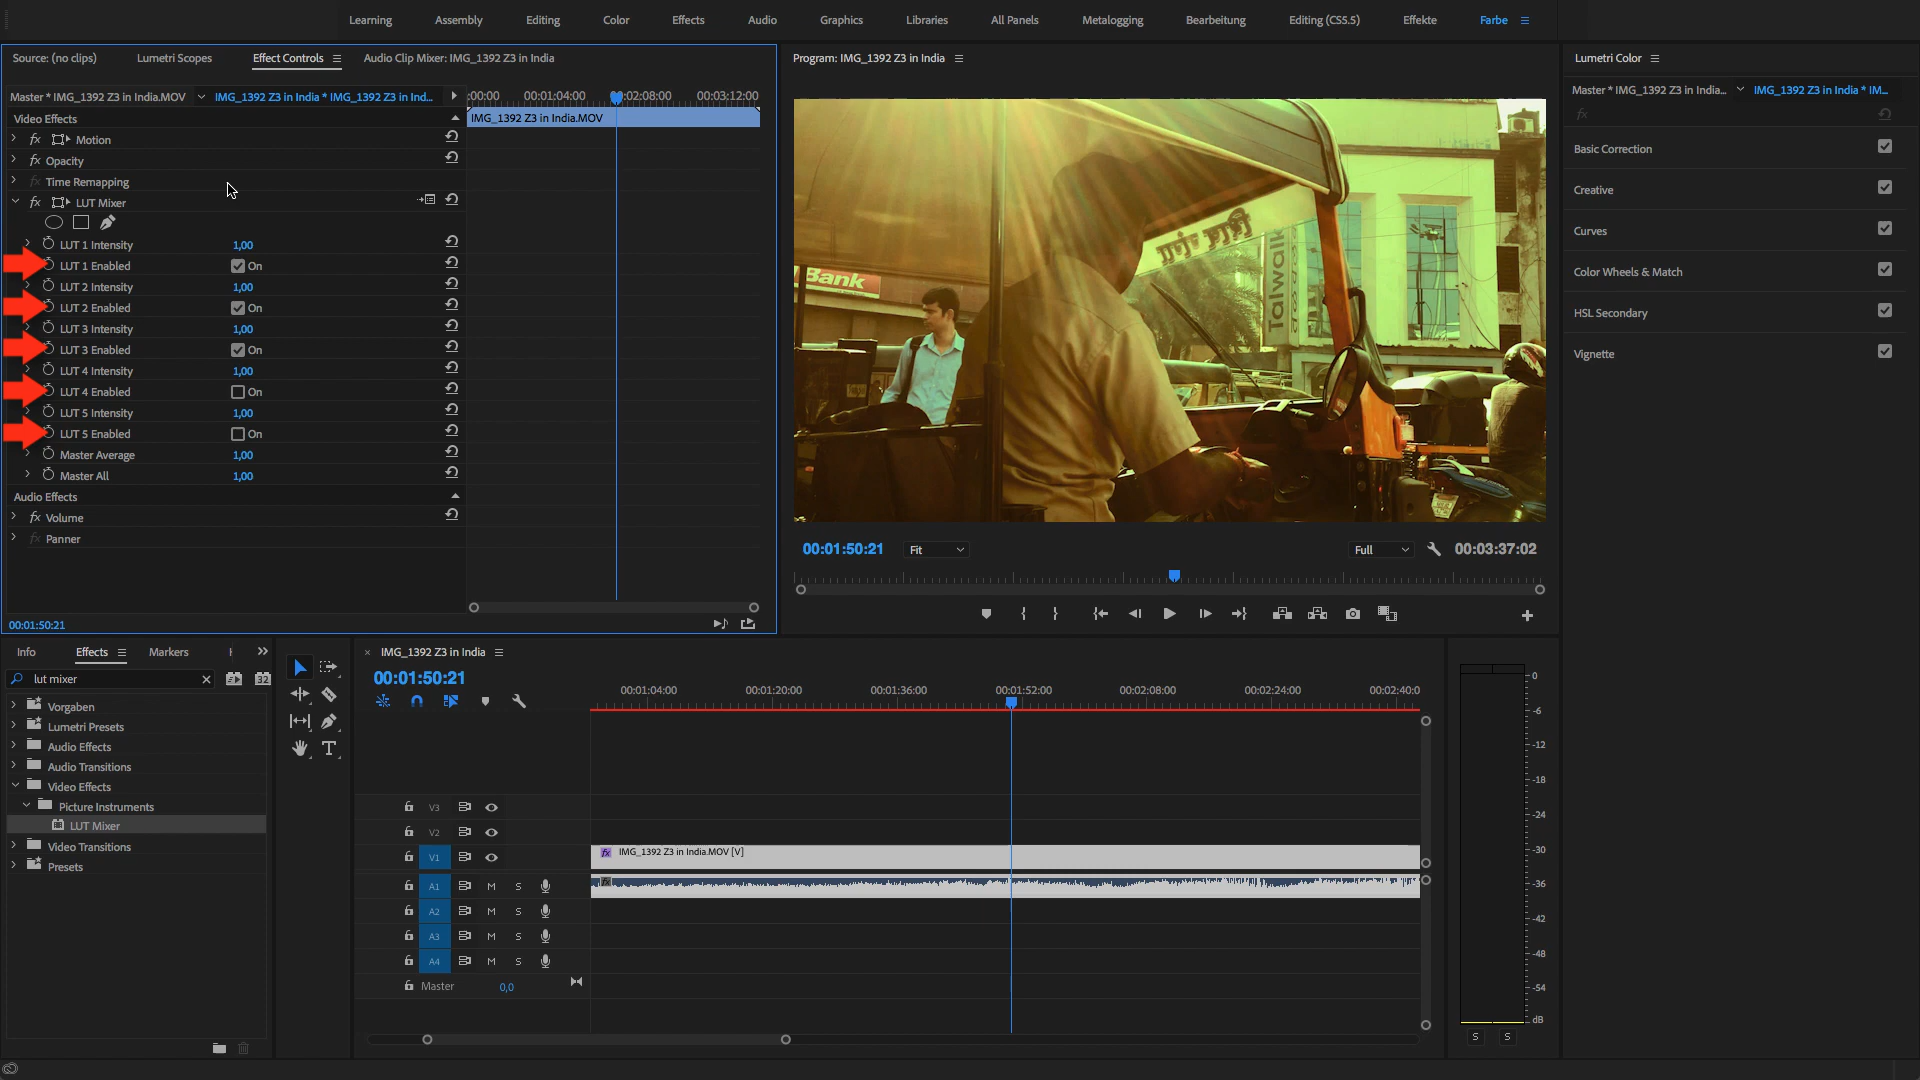 Learning Assembly Editing Color Effects Audio Graphics Libraries All Panels Metalogging Bearbeitung Editing (CS5.5) Effekte Farbe
Source: (no clips) Lumetri Scopes Effect Controls Audio Clip Mixer: IMG_1392 Z3 in India
Master * IMG_1392 Z3 in India.MOV IMG_1392 Z3 in India * IMG_1392 Z3 in Ind...
:00:00 00:01:04:00 00:02:08:00 00:03:12:00
Video Effects
IMG_1392 Z3 in India.MOV
fx Motion
fx Opacity
fx Time Remapping
fx LUT Mixer
LUT 1 Intensity 1,00
LUT 1 Enabled On
LUT 2 Intensity 1,00
LUT 2 Enabled On
LUT 3 Intensity 1,00
LUT 3 Enabled On
LUT 4 Intensity 1,00
LUT 4 Enabled On
LUT 5 Intensity 1,00
LUT 5 Enabled On
Master Average 1,00
Master All 1,00
Audio Effects
fx Volume
fx Panner
00:01:50:21
Program: IMG_1392 Z3 in India
Bank
Talwalk
00:01:50:21 Fit Full 00:03:37:02
Lumetri Color
Master * IMG_1392 Z3 in India... IMG_1392 Z3 in India * IM...
fx
Basic Correction
Creative
Curves
Color Wheels & Match
HSL Secondary
Vignette
Info Effects Markers
lut mixer
32
Vorgaben
Lumetri Presets
Audio Effects
Audio Transitions
Video Effects
Picture Instruments
LUT Mixer
Video Transitions
Presets
× IMG_1392 Z3 in India
00:01:50:21
00:01:04:00 00:01:20:00 00:01:36:00 00:01:52:00 00:02:08:00 00:02:24:00 00:02:40:0
V3
V2
V1 fx IMG_1392 Z3 in India.MOV [V]
A1 M S fx
A2 M S
A3 M S
A4 M S
Master 0,0
0
-6
-12
-18
-24
-30
-36
-42
-48
-54
dB
S S